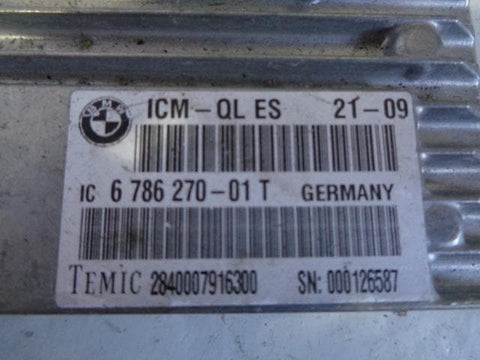 BMW
ICM-QL ES 21-09
IC 6 786 270-01 T GERMANY
TEMIC 2840007916300 SN: 000126587